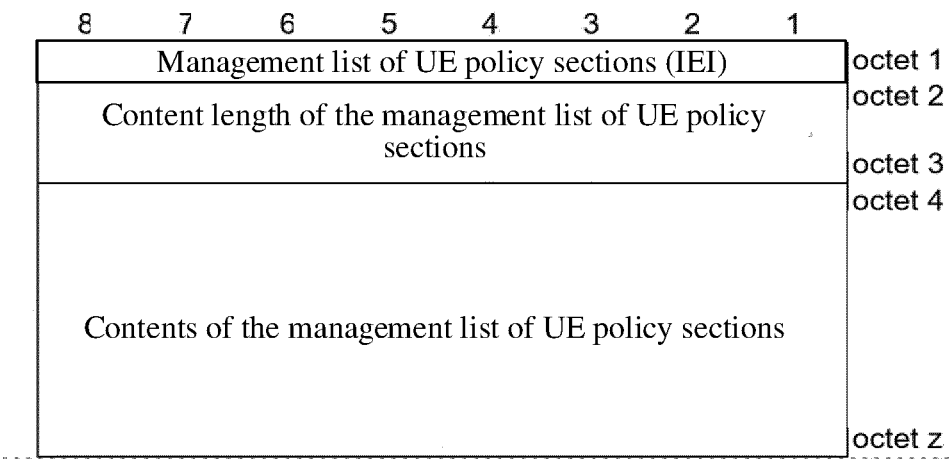 8 7 6 5 4 3 2 1
Management list of UE policy sections (IEI) octet 1
octet 2
Content length of the management list of UE policy
sections
octet 3
octet 4
Contents of the management list of UE policy sections
octet z